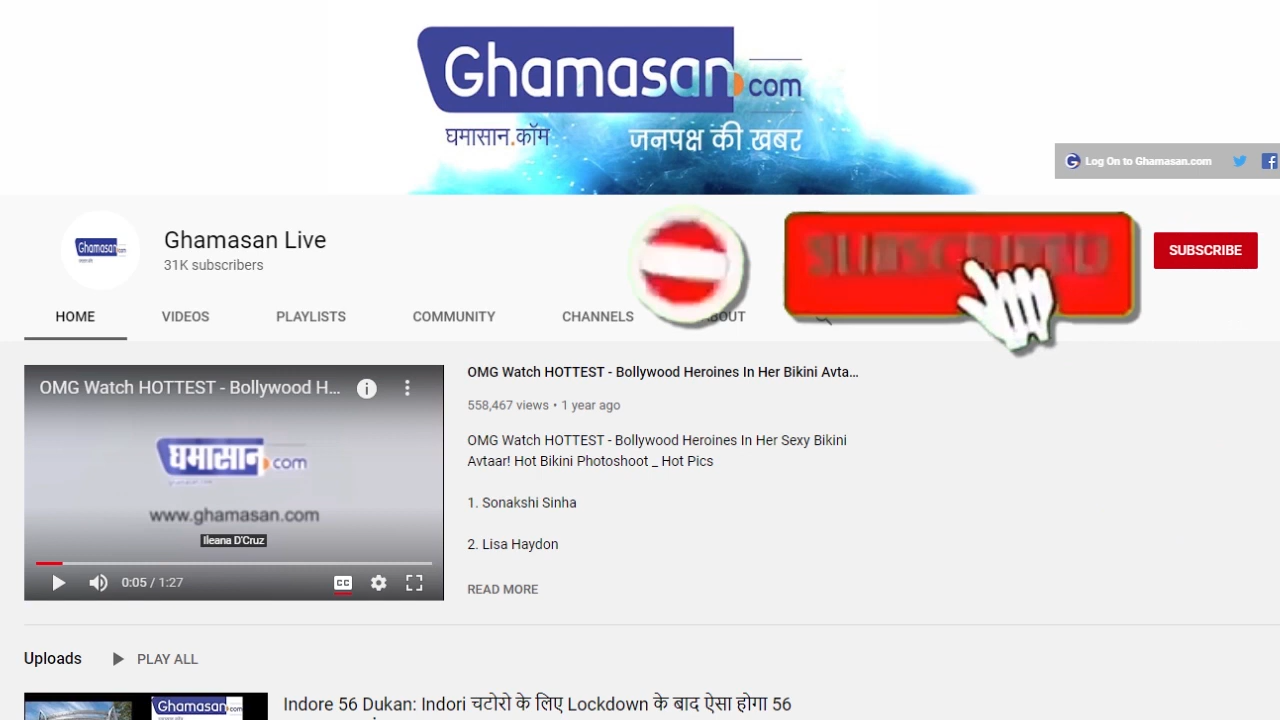 Ghamasan.com
घमासान.कॉम
जनपक्ष की खबर
Log On to Ghamasan.com
Ghamasan
Ghamasan Live
31K subscribers
SUBSCRIBE
HOME
VIDEOS
PLAYLISTS
COMMUNITY
CHANNELS
OMG Watch HOTTEST - Bollywood H...
घमासान.com
www.ghamasan.com
Ileana D'Cruz
0:05 / 1:27
CC
OMG Watch HOTTEST - Bollywood Heroines In Her Bikini Avta...
558,467 views • 1 year ago
OMG Watch HOTTEST - Bollywood Heroines In Her Sexy Bikini
Avtaar! Hot Bikini Photoshoot _ Hot Pics
1. Sonakshi Sinha
2. Lisa Haydon
READ MORE
Uploads
PLAY ALL
Ghamasan.com
Indore 56 Dukan: Indori चटोरो के लिए Lockdown के बाद ऐसा होगा 56